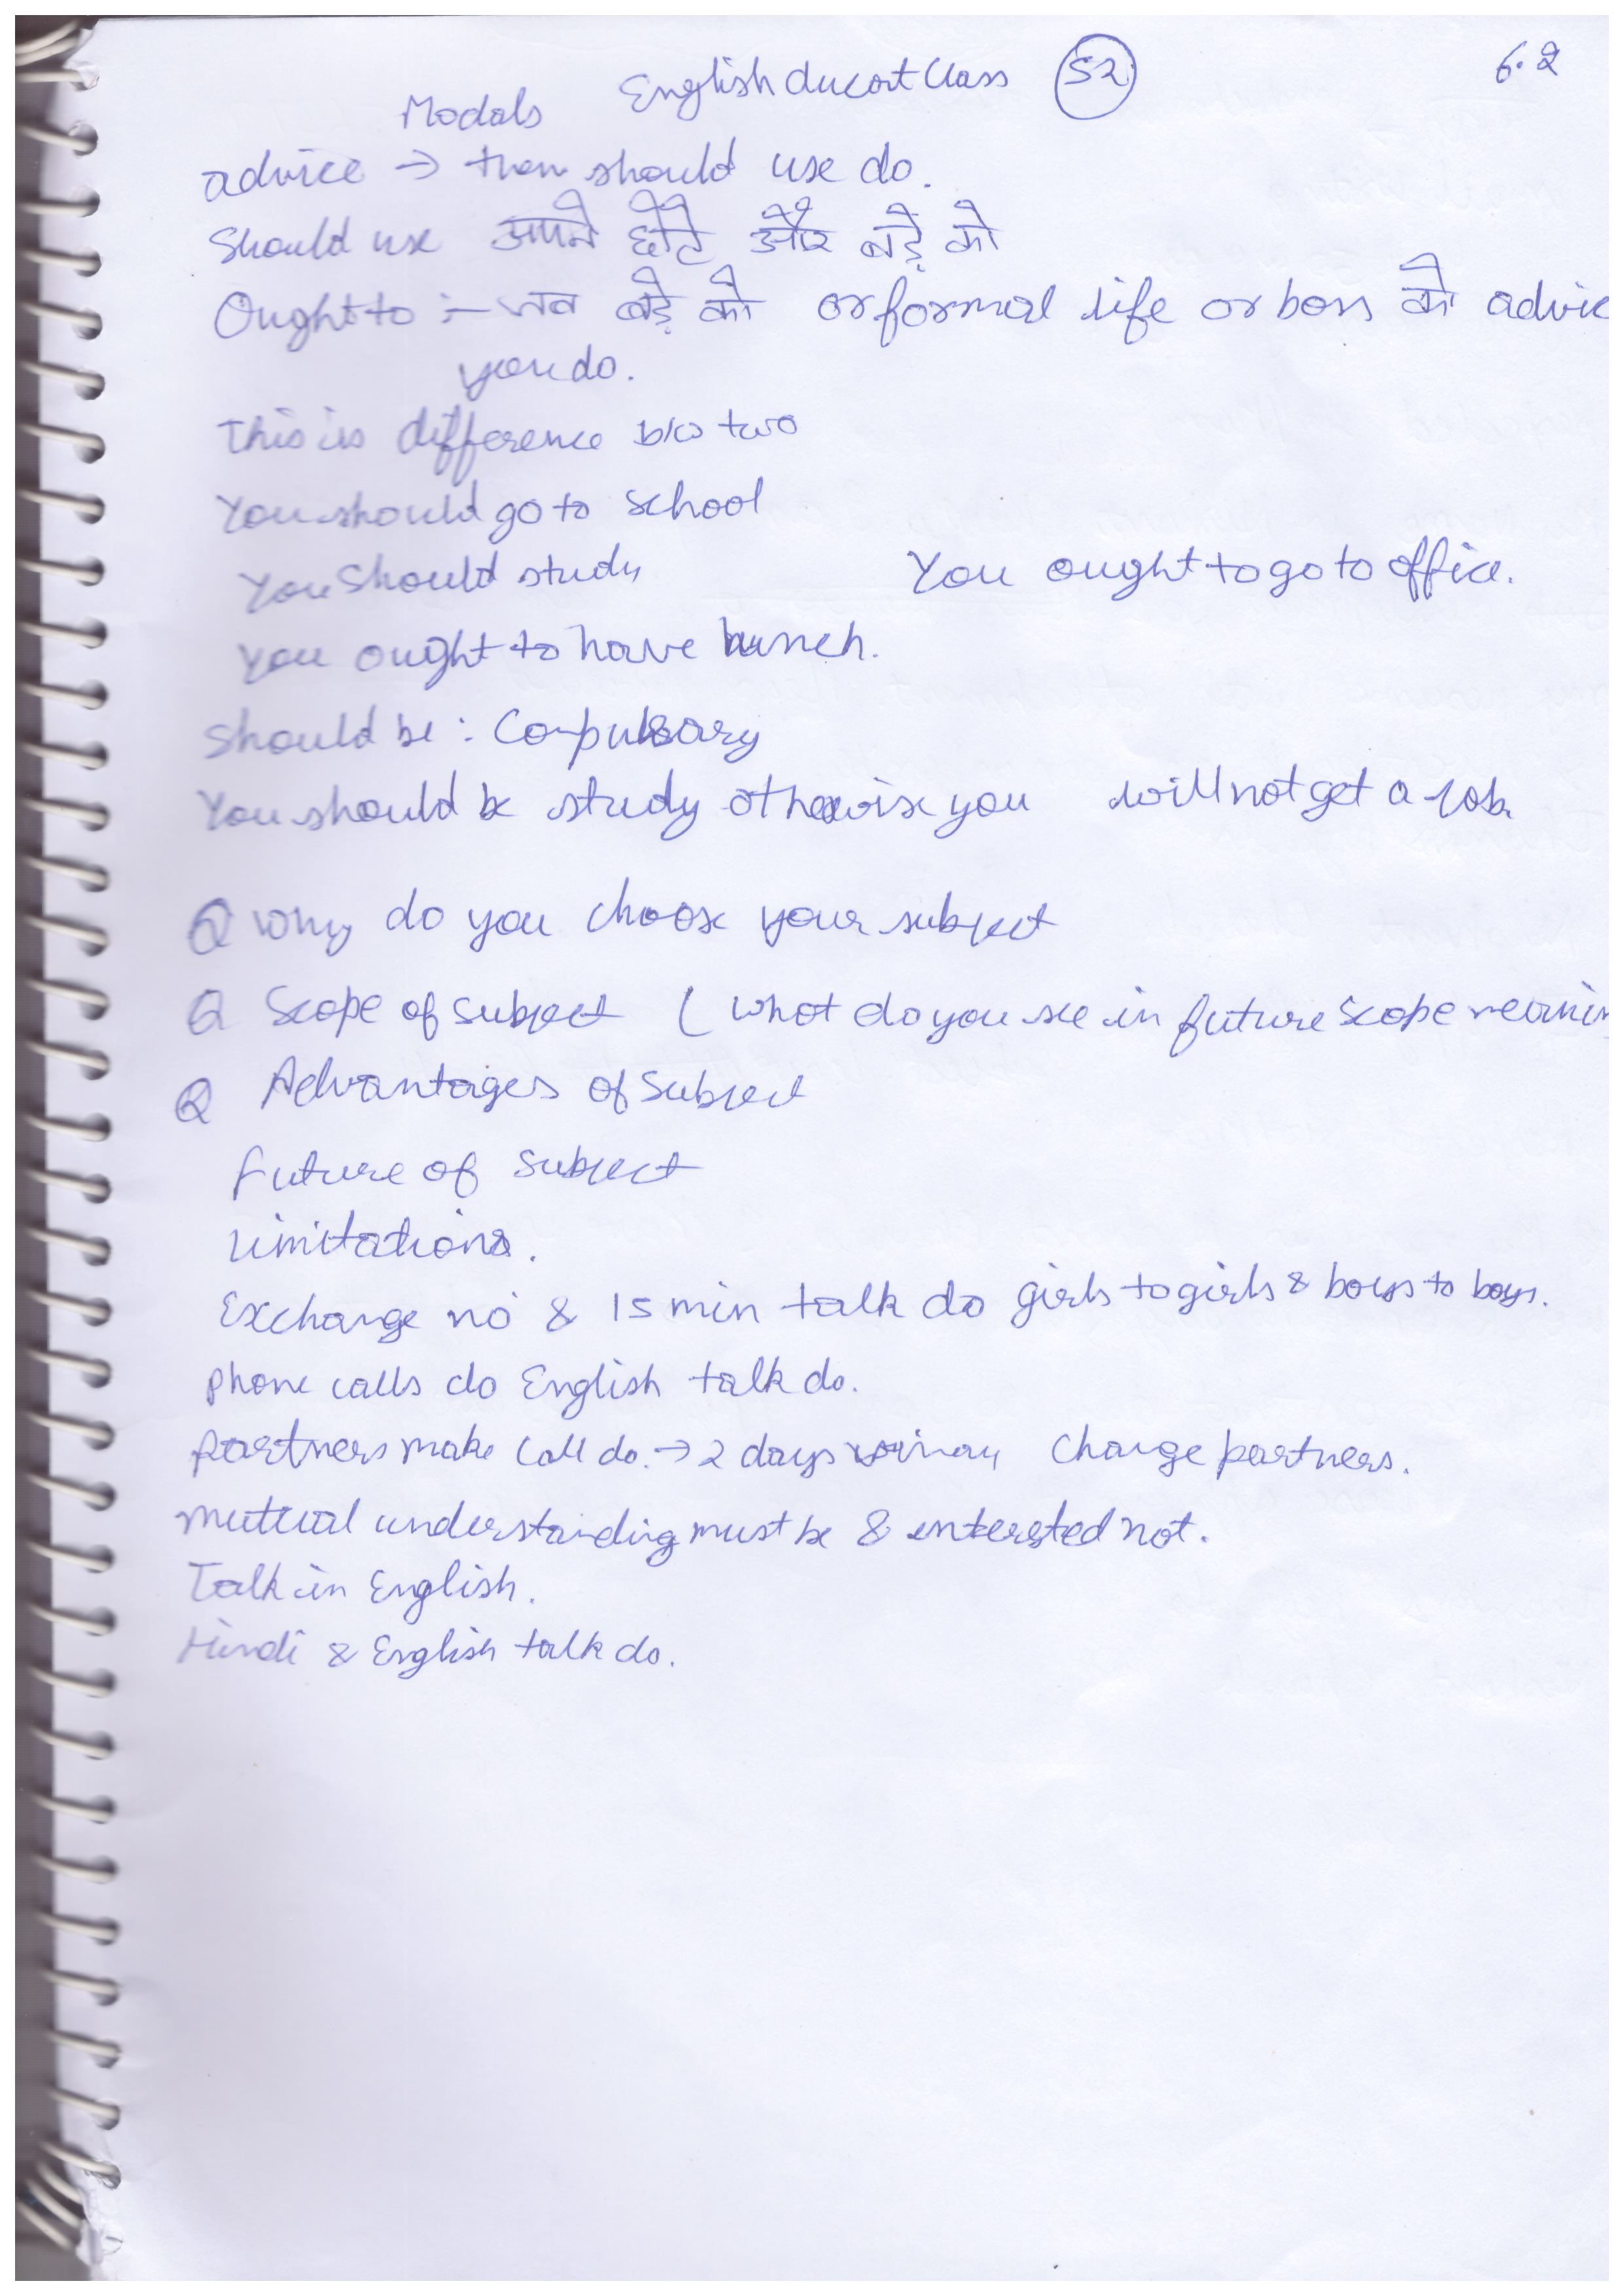 English ducat Class 52 6.2
Modals
advice → then should use do.
Should use अपने छोटे और बड़े को
Ought to :- जब बड़े को or formal life or boss को advic
you do.
This is difference b/w two
You should go to school
You Should study You ought to go to office.
You ought to have lunch.
Should be : Compulsary
You should be study otherwise you will not get a Job.
Q Why do you choose your subject
Q Scope of subject ( What do you see in future scope meanin
Q Advantages of Subject
Future of Subject
Limitations.
Exchange no & 15 min talk do girls to girls & boys to boys.
Phone calls do English talk do.
Partners make Call do. → 2 days Change partners.
Mutual understanding must be & intersted not.
Talk in English.
Hindi & English talk do.